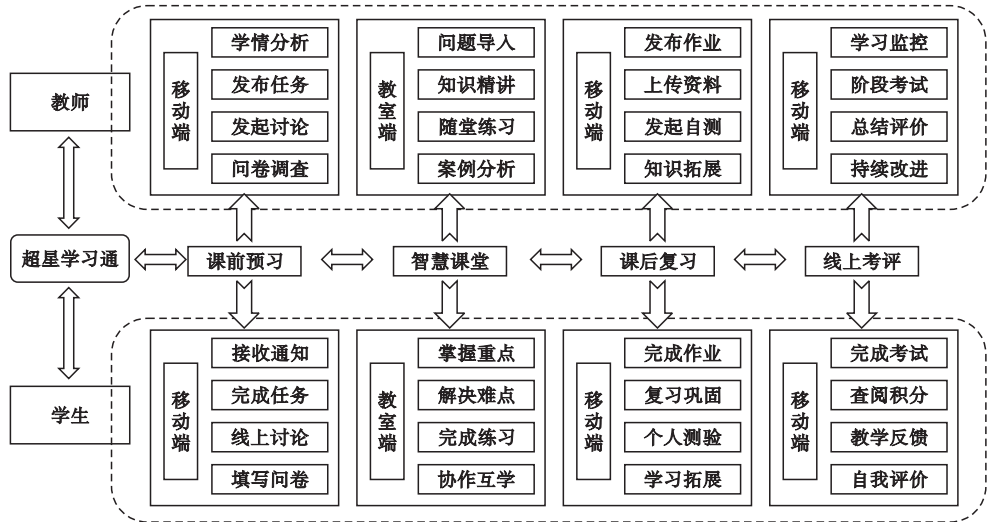 教师
移动端
学情分析
发布任务
发起讨论
问卷调查
教室端
问题导入
知识精讲
随堂练习
案例分析
移动端
发布作业
上传资料
发起自测
知识拓展
移动端
学习监控
阶段考试
总结评价
持续改进
超星学习通
课前预习
智慧课堂
课后复习
线上考评
学生
移动端
接收通知
完成任务
线上讨论
填写问卷
教室端
掌握重点
解决难点
完成练习
协作互学
移动端
完成作业
复习巩固
个人测验
学习拓展
移动端
完成考试
查阅积分
教学反馈
自我评价